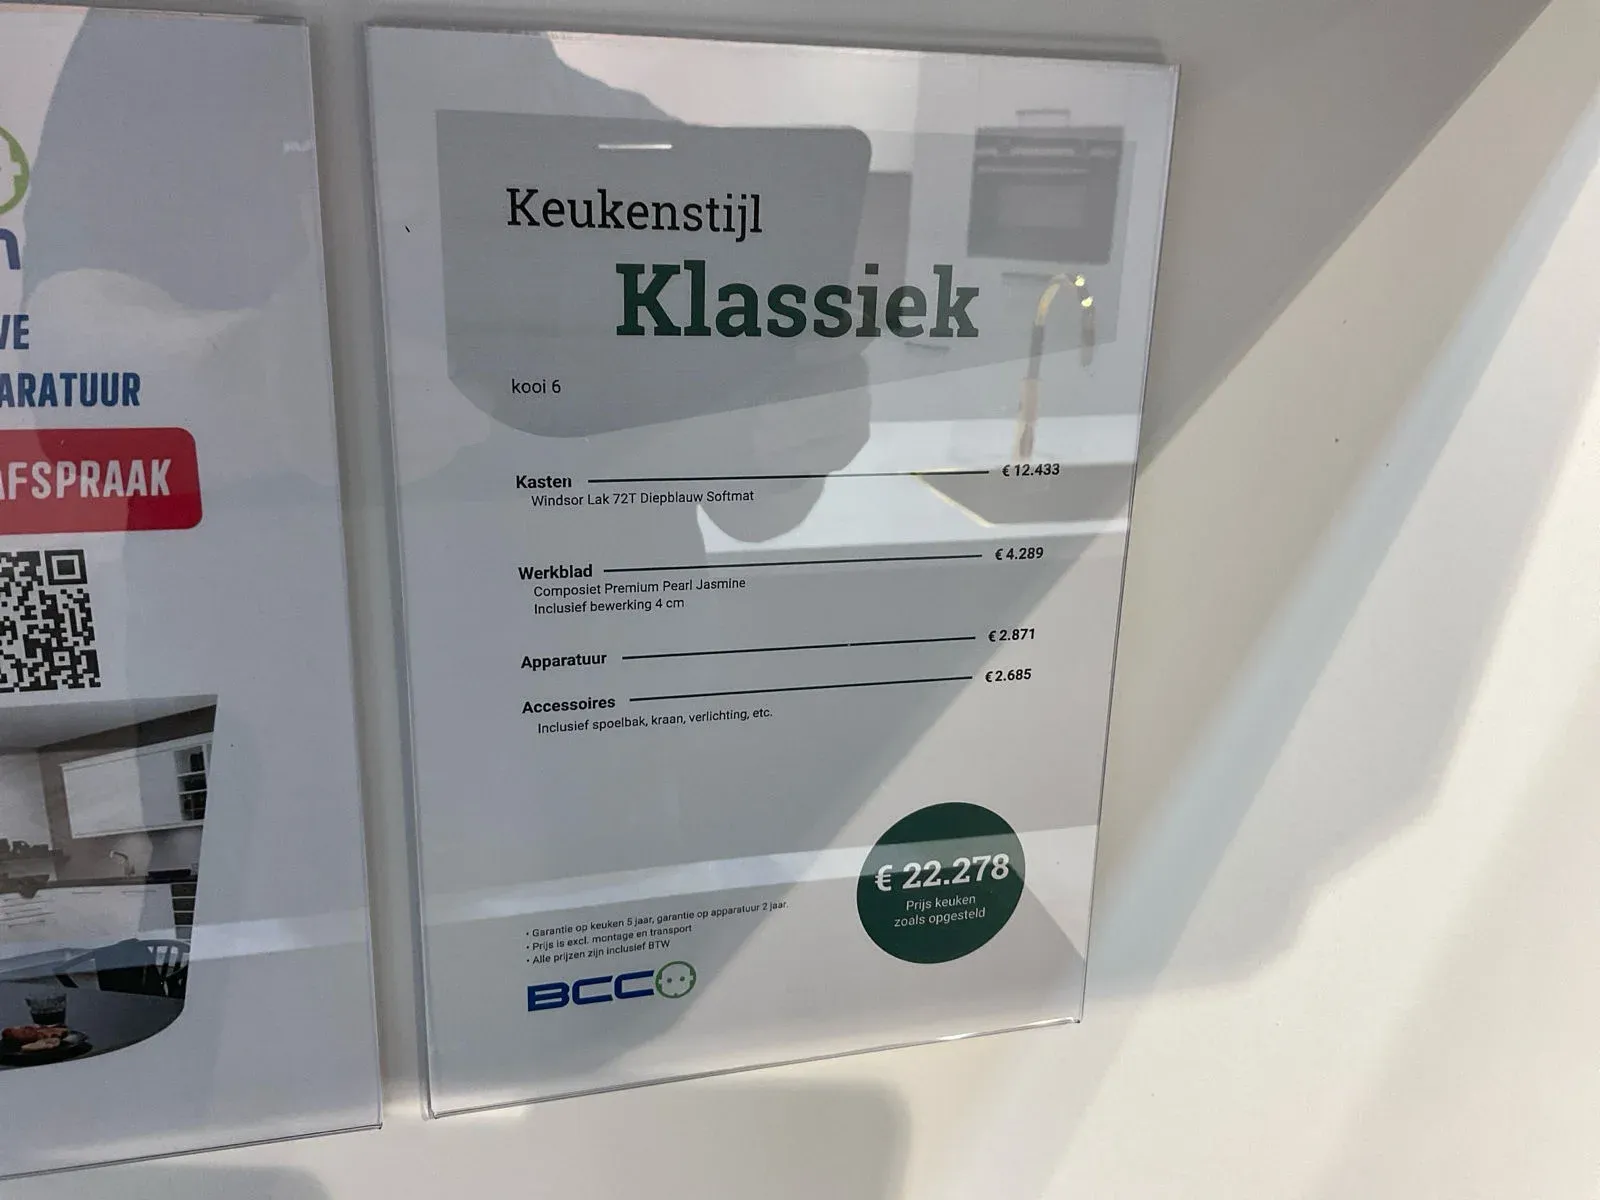 n
VE
ARATUUR
AFSPRAAK
Keukenstijl
Klassiek
kooi 6
Kasten € 12.433
Windsor Lak 72T Diepblauw Softmat
Werkblad € 4.289
Composiet Premium Pearl Jasmine
Inclusief bewerking 4 cm
Apparatuur € 2.871
Accessoires € 2.685
Inclusief spoelbak, kraan, verlichting, etc.
€ 22.278
Prijs keuken
zoals opgesteld
• Garantie op keuken 5 jaar, garantie op apparatuur 2 jaar.
• Prijs is excl. montage en transport
• Alle prijzen zijn inclusief BTW
BCC